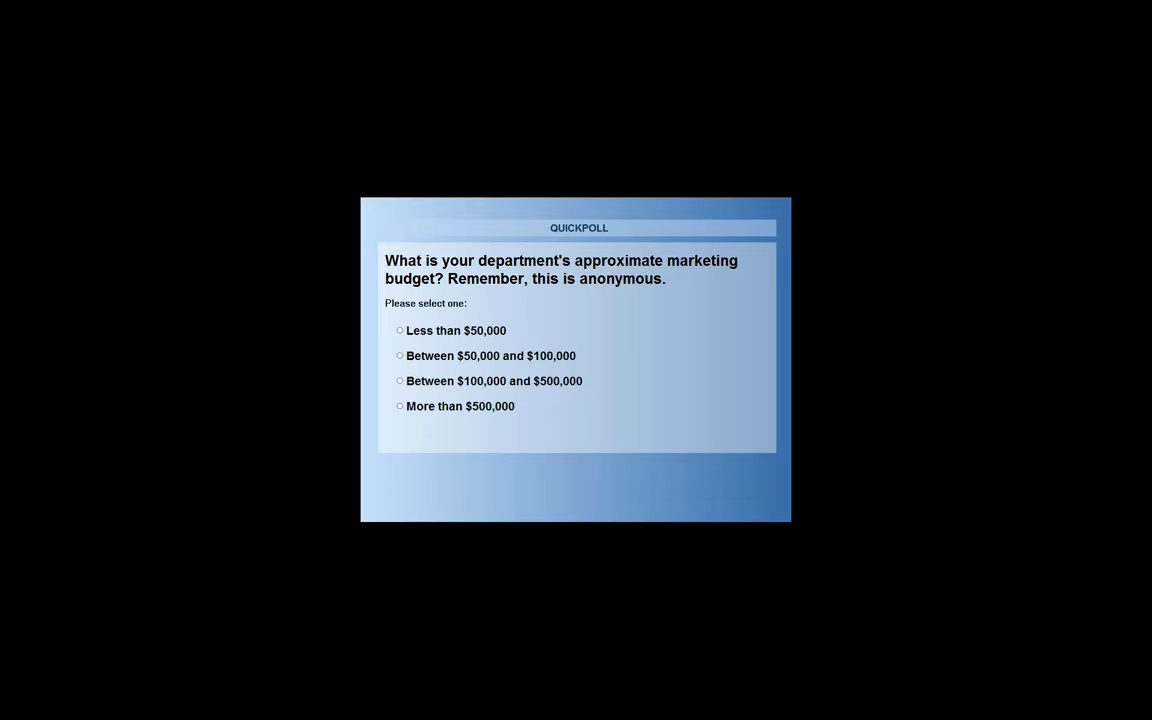 QUICKPOLL
What is your department's approximate marketing
budget? Remember, this is anonymous.
Please select one:
Less than $50,000
Between $50,000 and $100,000
Between $100,000 and $500,000
More than $500,000